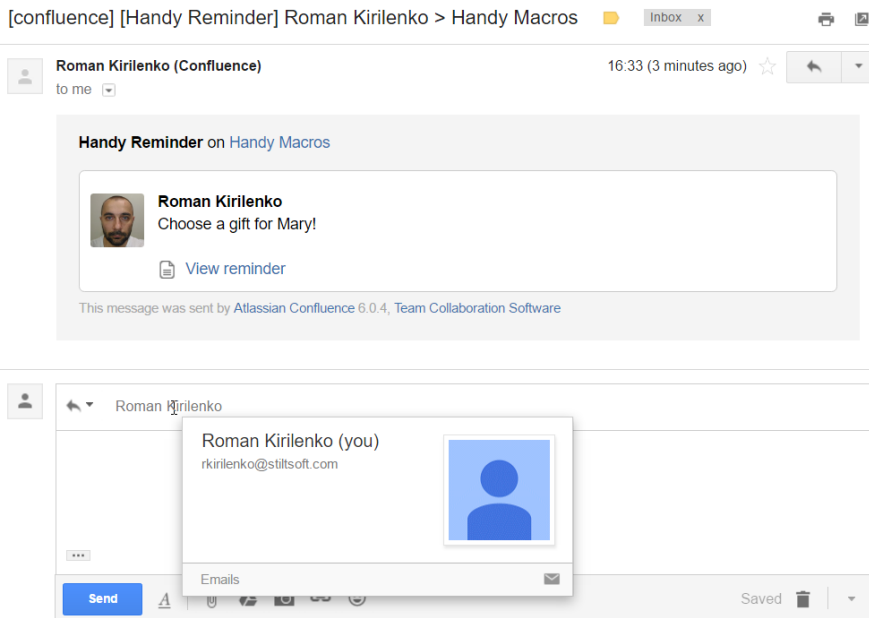 [confluence] [Handy Reminder] Roman Kirilenko > Handy Macros
Inbox x
Roman Kirilenko (Confluence)
16:33 (3 minutes ago)
to me
Handy Reminder on Handy Macros
Roman Kirilenko
Choose a gift for Mary!
View reminder
This message was sent by Atlassian Confluence 6.0.4, Team Collaboration Software
Roman Kirilenko
Roman Kirilenko (you)
rkirilenko@stiltsoft.com
Emails
Send
A
Saved